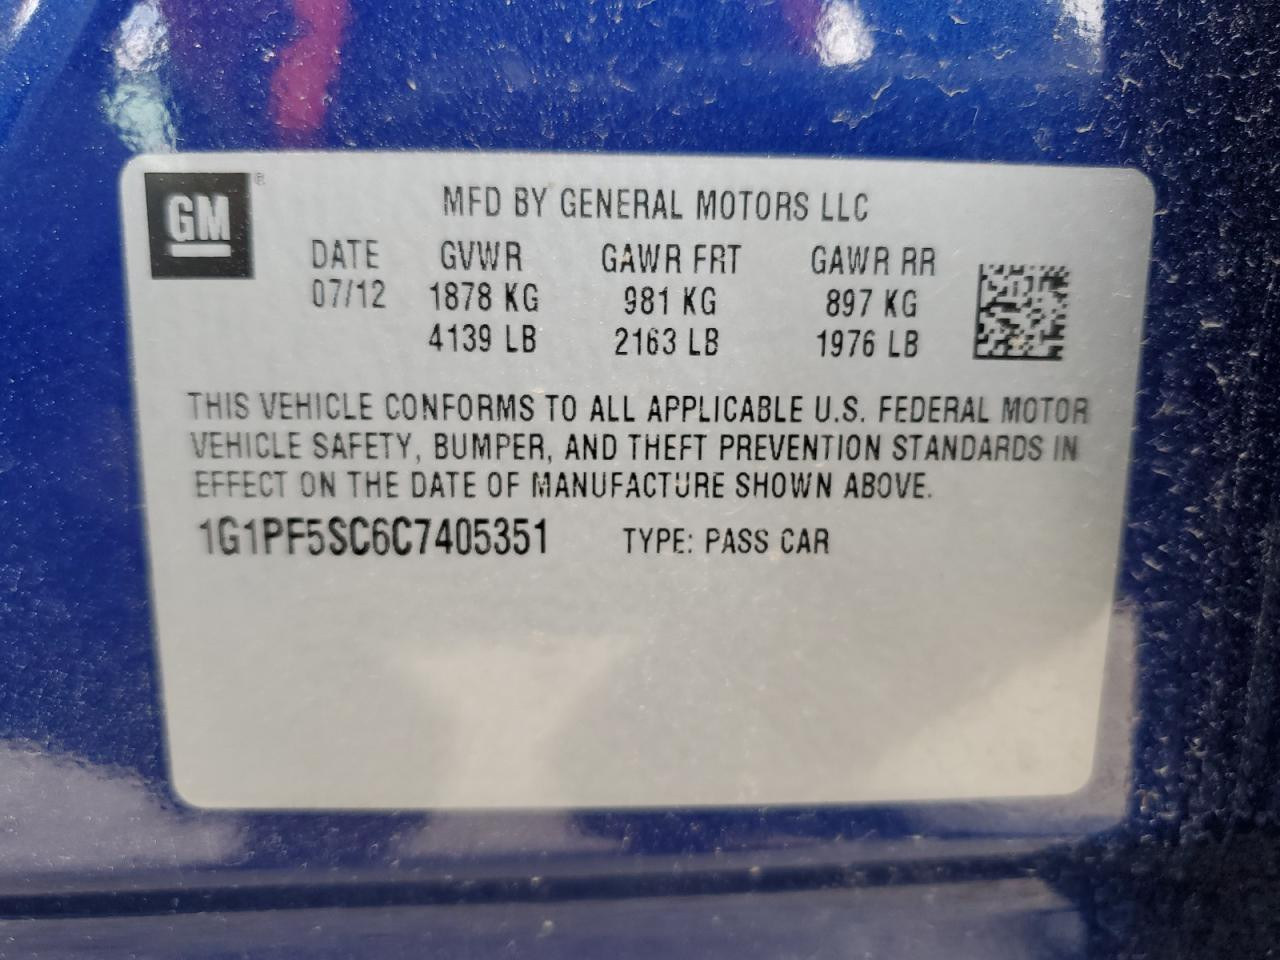 GM ®
MFD BY GENERAL MOTORS LLC
DATE GVWR GAWR FRT GAWR RR
07/12 1878 KG 981 KG 897 KG
4139 LB 2163 LB 1976 LB
THIS VEHICLE CONFORMS TO ALL APPLICABLE U.S. FEDERAL MOTOR
VEHICLE SAFETY, BUMPER, AND THEFT PREVENTION STANDARDS IN
EFFECT ON THE DATE OF MANUFACTURE SHOWN ABOVE.
1G1PF5SC6C7405351 TYPE: PASS CAR